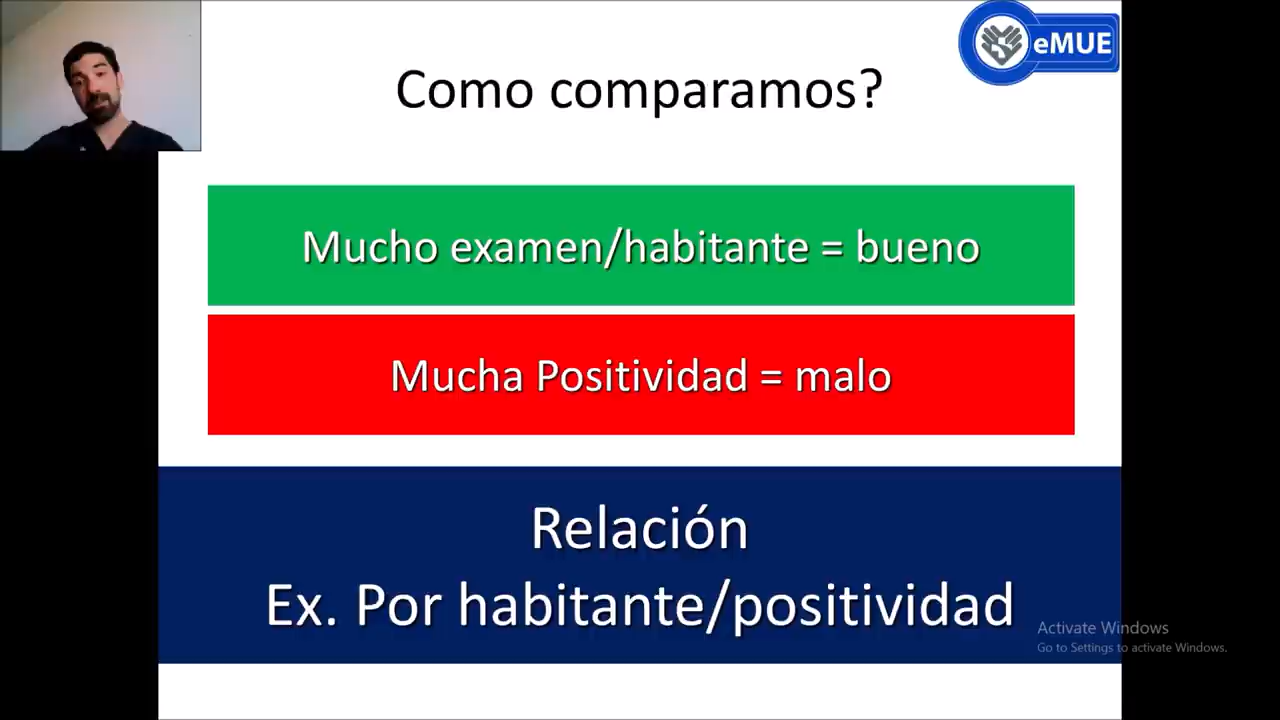 eMUE
Como comparamos?
Mucho examen/habitante = bueno
Mucha Positividad = malo
Relación
Ex. Por habitante/positividad
Activate Windows
Go to Settings to activate Windows.